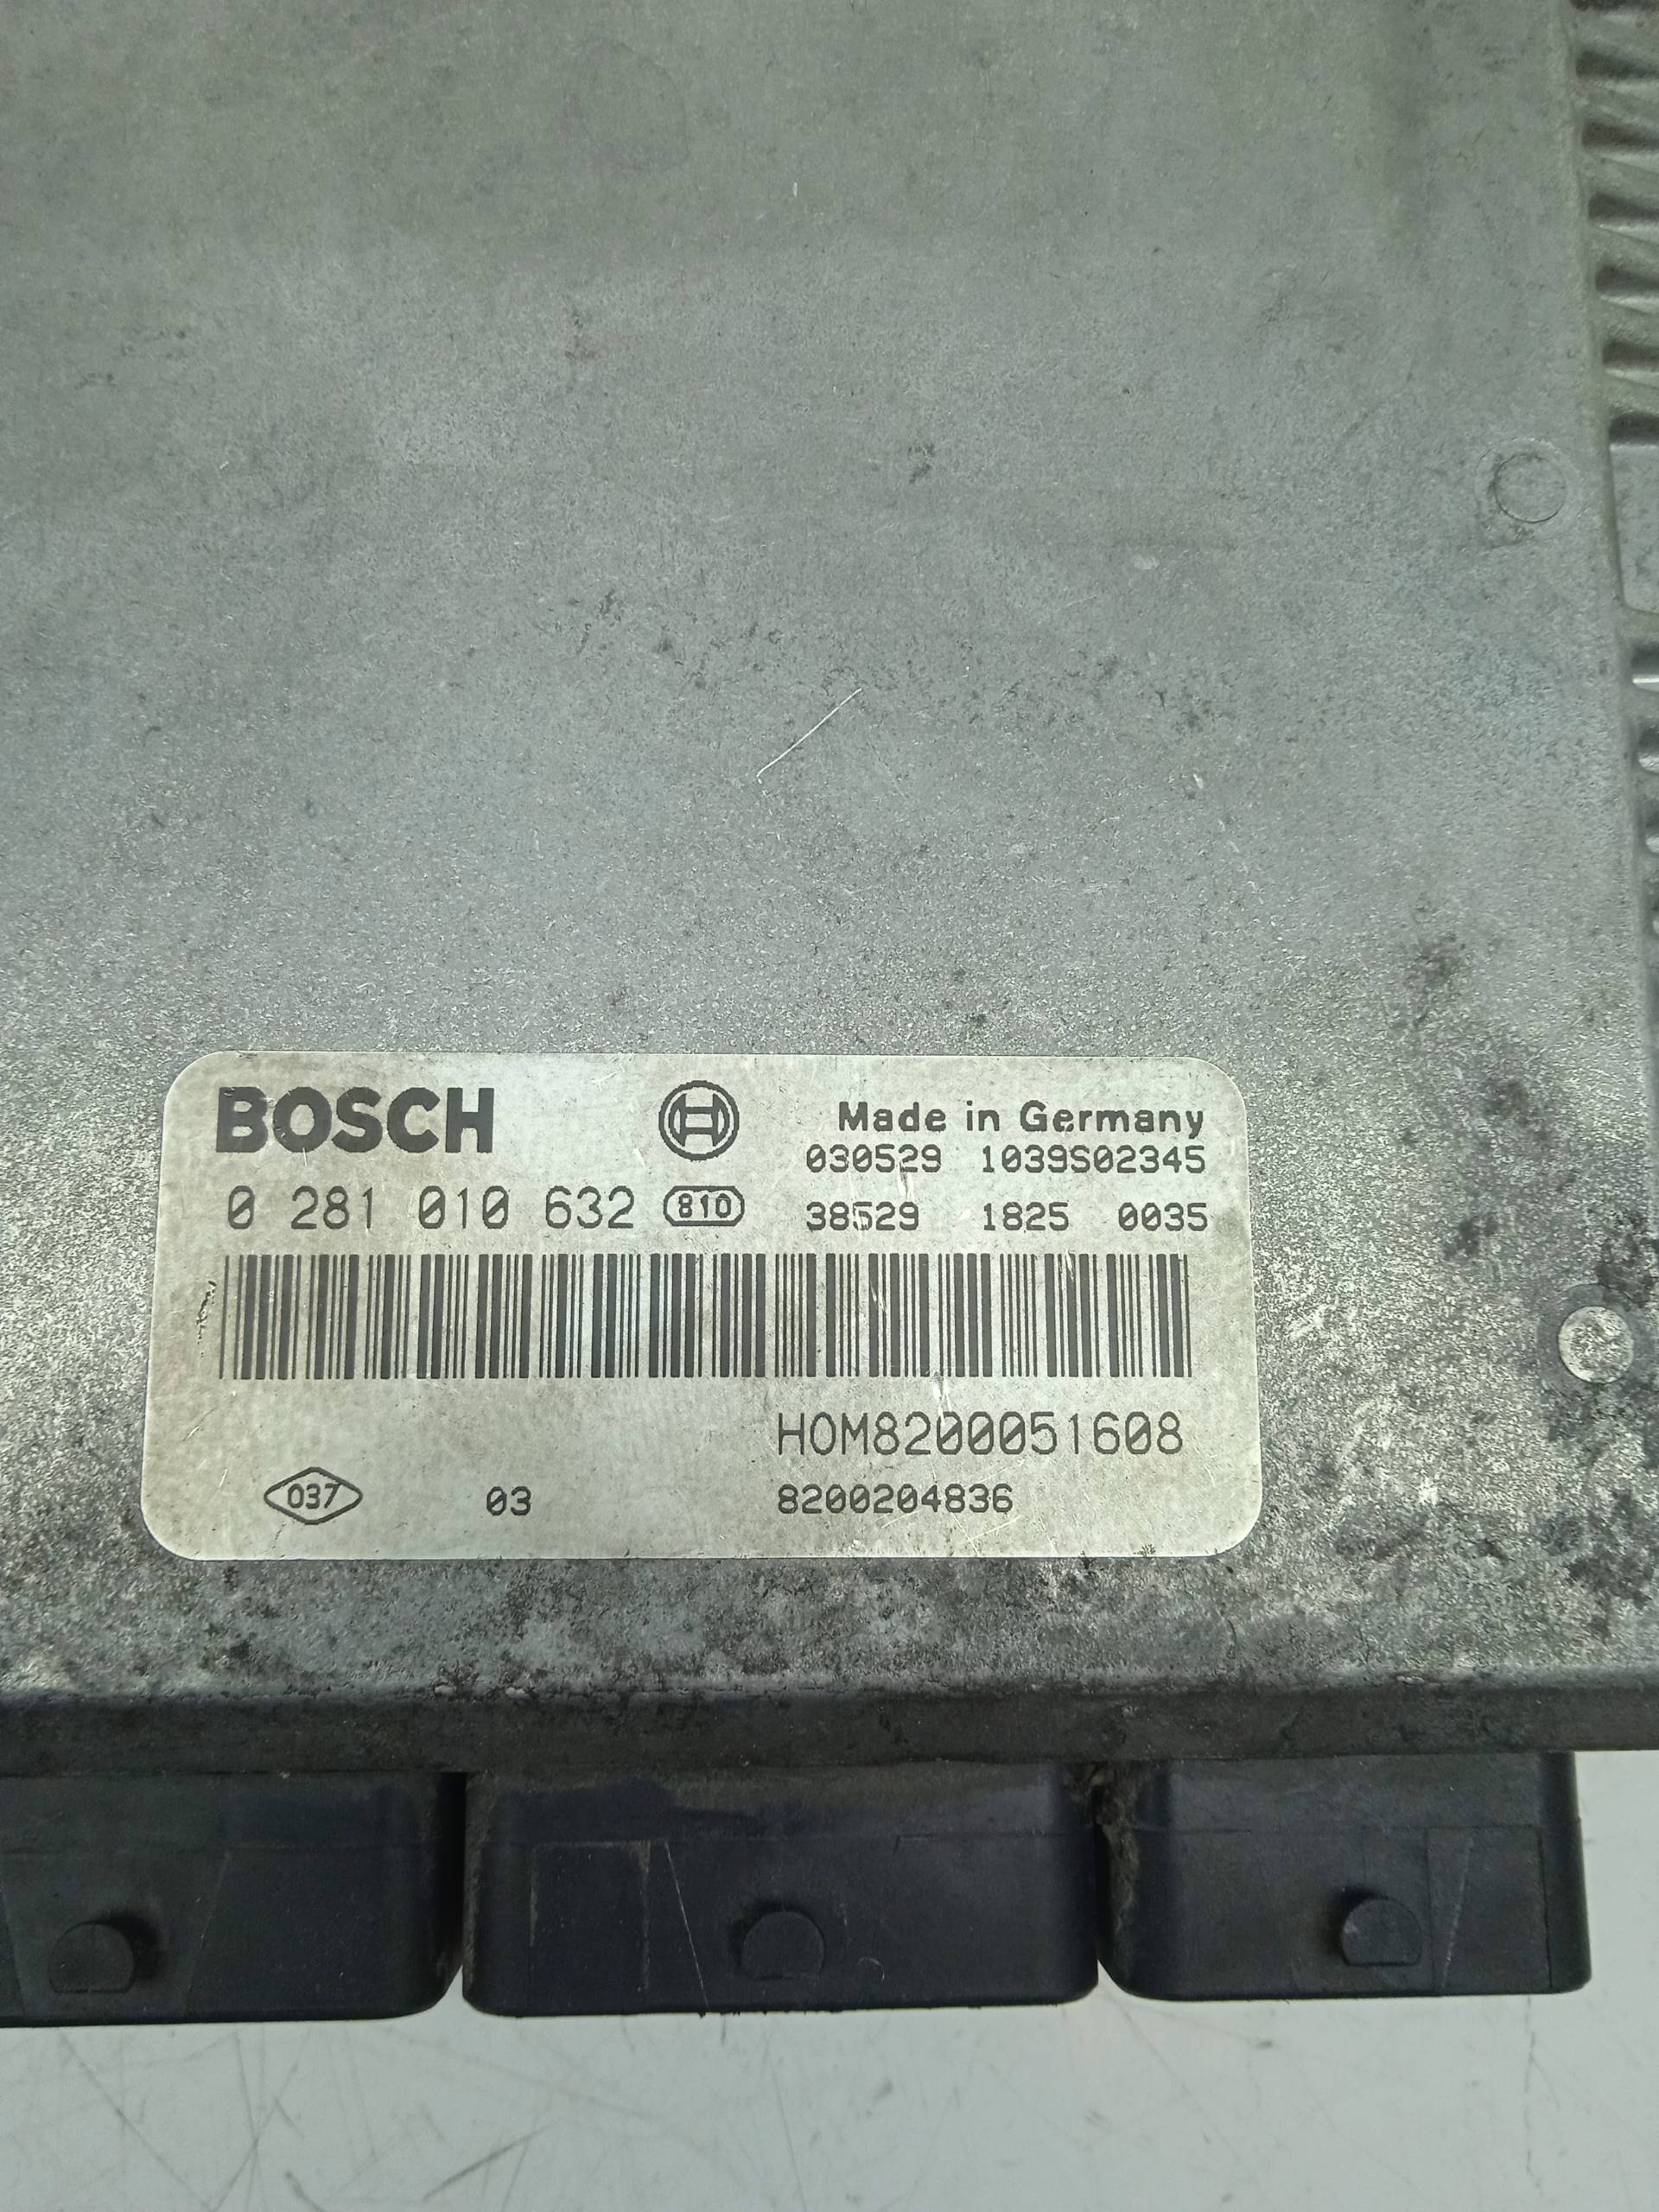 BOSCH
Made in Germany
030529 1039S02345
0 281 010 632 810
38529 1825 0035
HOM8200051608
037 03 8200204836